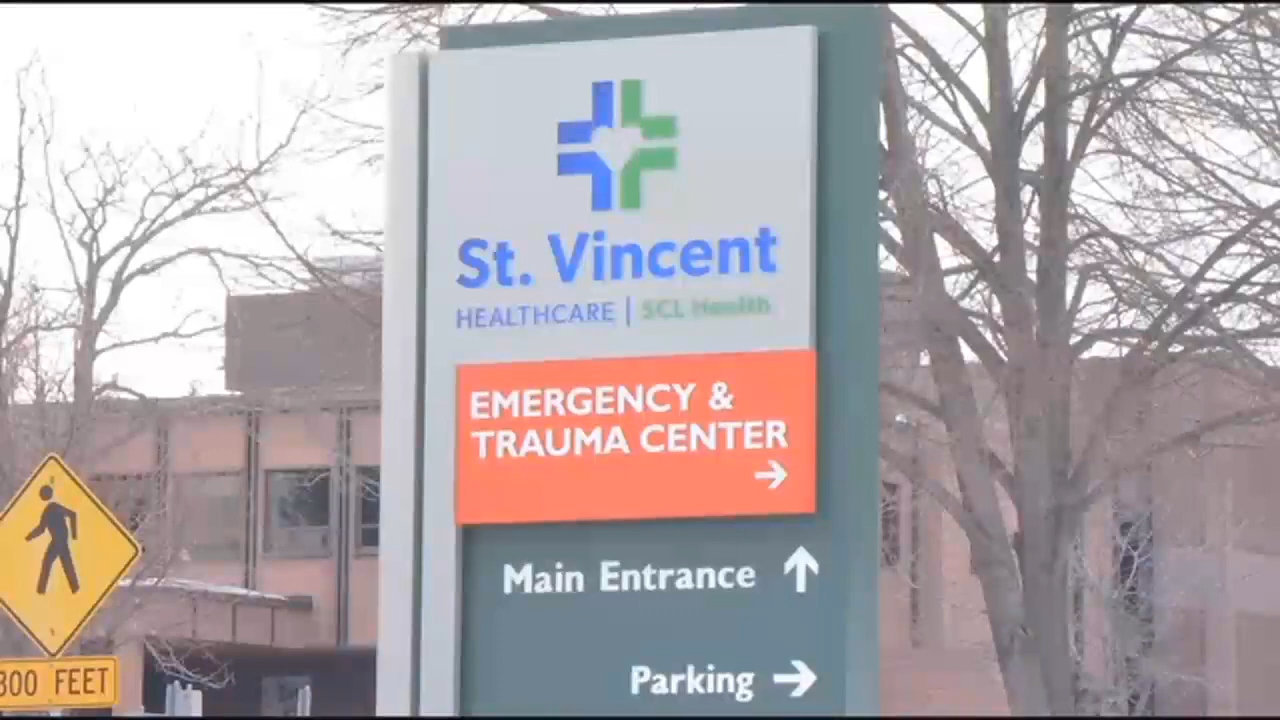 St. Vincent
HEALTHCARE | SCL Health
EMERGENCY &
TRAUMA CENTER
→
Main Entrance ↑
Parking →
300 FEET